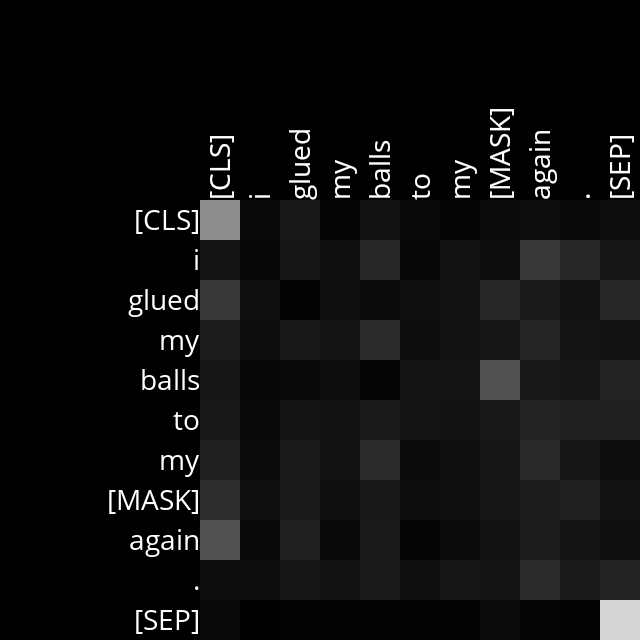 [CLS] i glued my balls to my [MASK] again . [SEP]
[CLS]
i
glued
my
balls
to
my
[MASK]
again
.
[SEP]